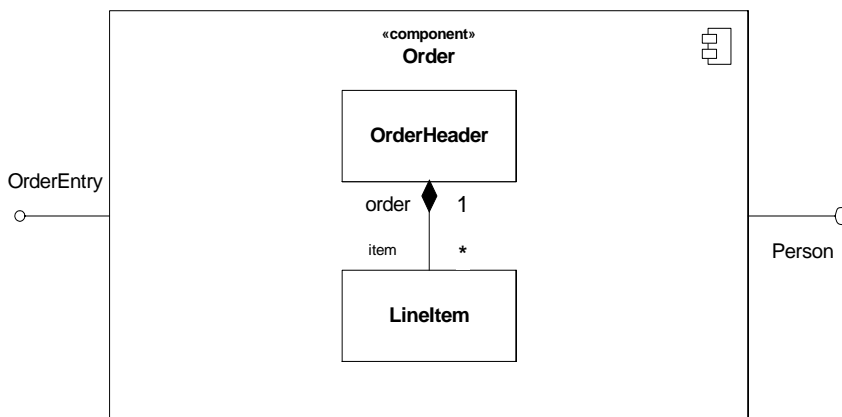 «component»
Order
OrderHeader
OrderEntry
order 1
item *
Person
LineItem